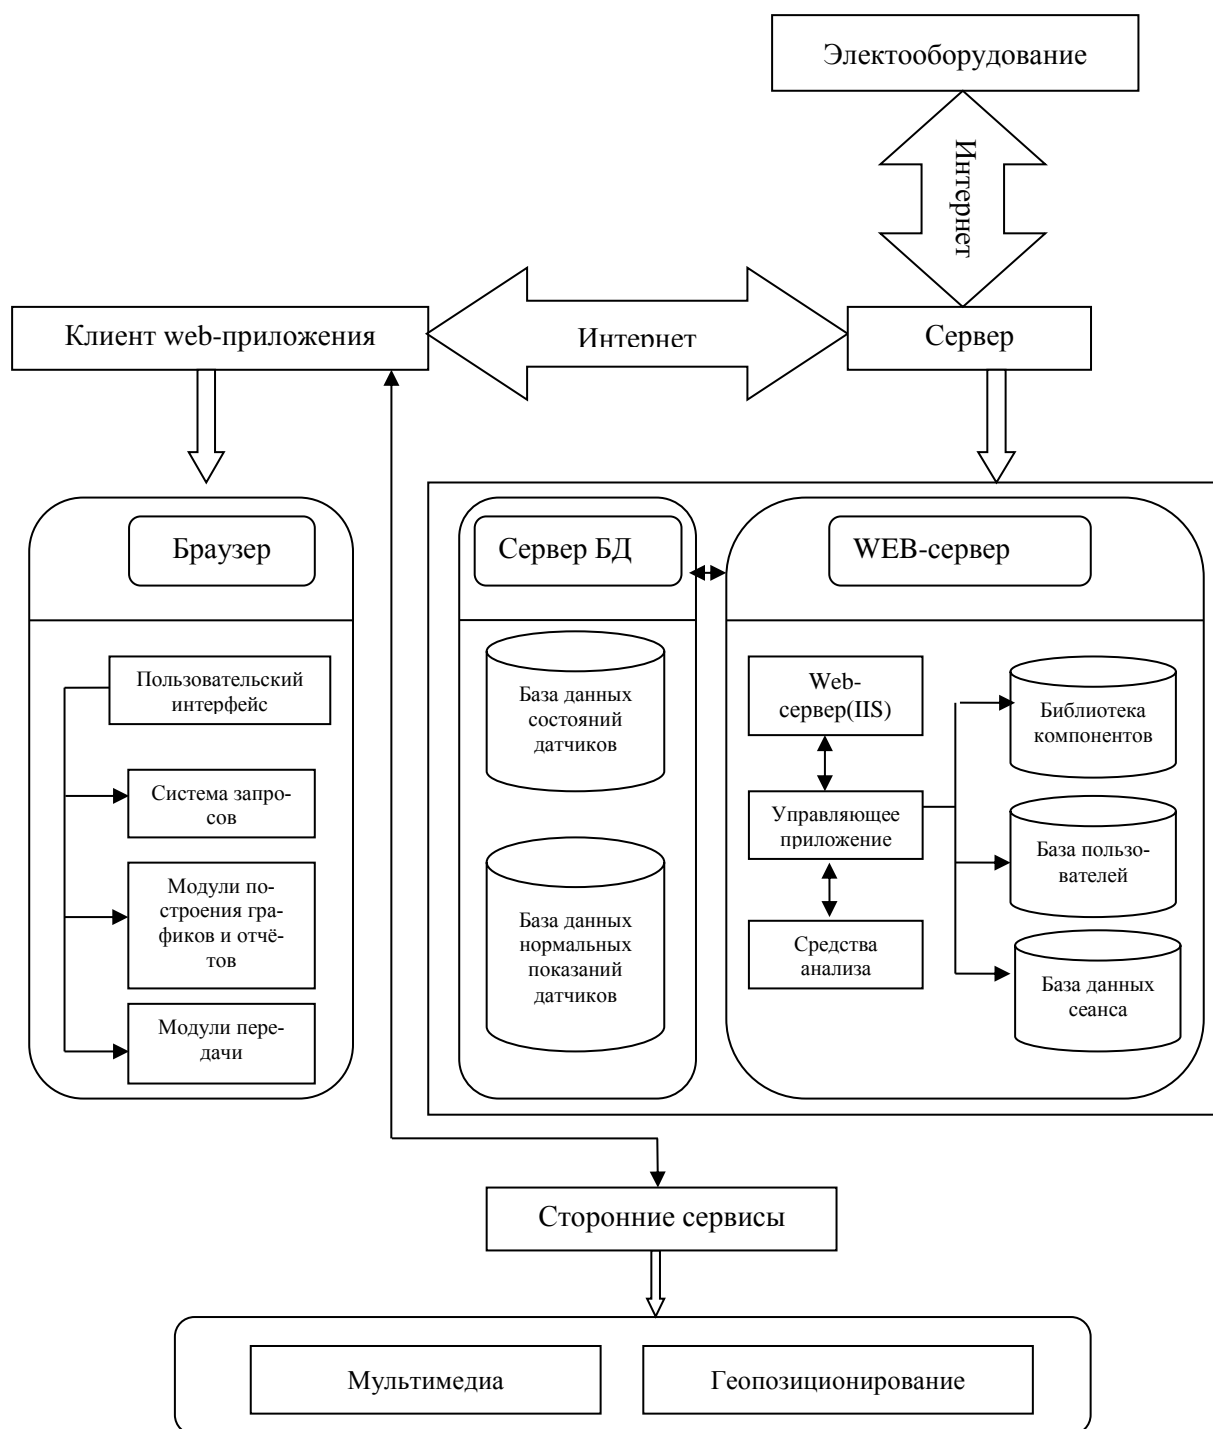 Электооборудование
Интернет
Клиент web-приложения
Интернет
Сервер
Браузер
Сервер БД
WEB-сервер
Пользовательский
интерфейс
Система запро-
сов
Модули по-
строения гра-
фиков и отчё-
тов
Модули пере-
дачи
База данных
состояний
датчиков
База данных
нормальных
показаний
датчиков
Web-
сервер(IIS)
Управляющее
приложение
Средства
анализа
Библиотека
компонентов
База пользо-
вателей
База данных
сеанса
Сторонние сервисы
Мультимедиа
Геопозиционирование